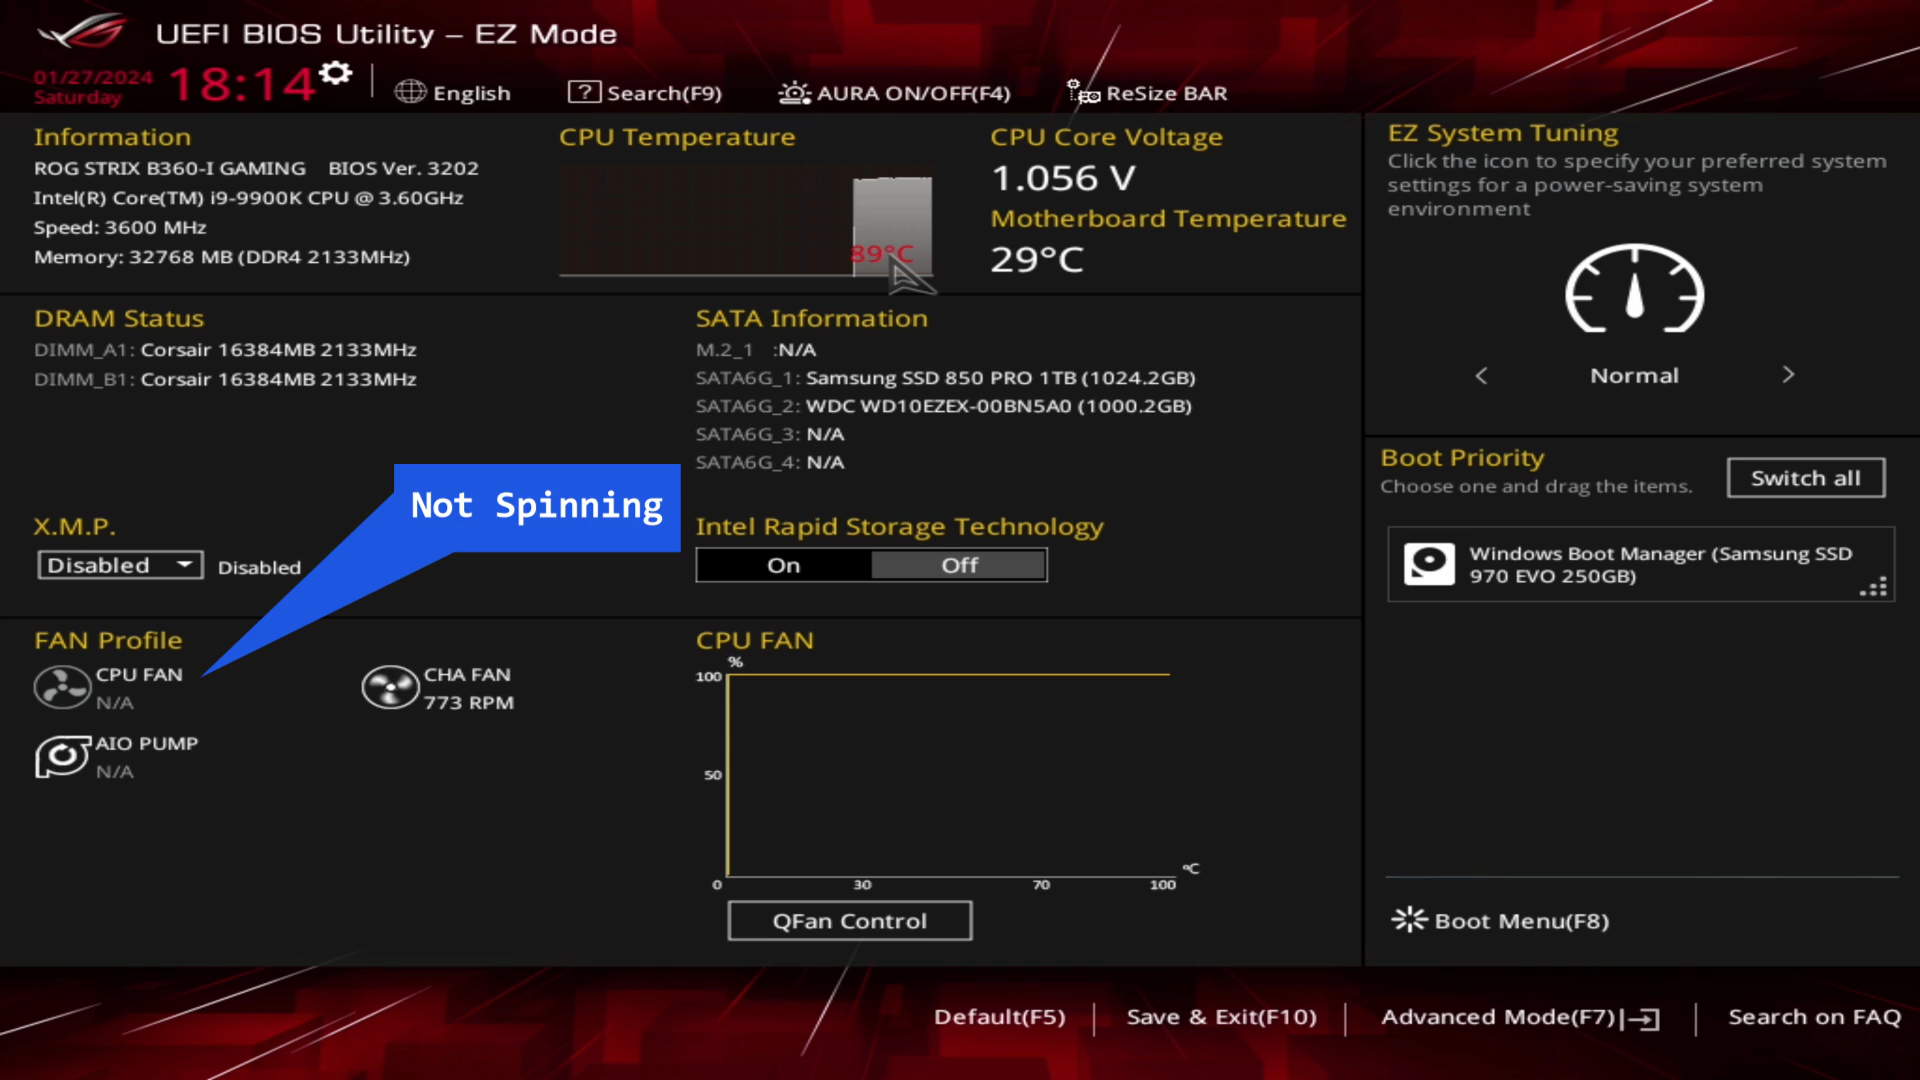 UEFI BIOS Utility – EZ Mode
01/27/2024
Saturday
18:14
English
Search(F9)
AURA ON/OFF(F4)
ReSize BAR
Information
ROG STRIX B360-I GAMING BIOS Ver. 3202
Intel(R) Core(TM) i9-9900K CPU @ 3.60GHz
Speed: 3600 MHz
Memory: 32768 MB (DDR4 2133MHz)
CPU Temperature
89°C
CPU Core Voltage
1.056 V
Motherboard Temperature
29°C
EZ System Tuning
Click the icon to specify your preferred system
settings for a power-saving system
environment
Normal
DRAM Status
DIMM_A1: Corsair 16384MB 2133MHz
DIMM_B1: Corsair 16384MB 2133MHz
SATA Information
M.2_1 :N/A
SATA6G_1: Samsung SSD 850 PRO 1TB (1024.2GB)
SATA6G_2: WDC WD10EZEX-00BN5A0 (1000.2GB)
SATA6G_3: N/A
SATA6G_4: N/A
Not Spinning
X.M.P.
Disabled
Disabled
Intel Rapid Storage Technology
On
Off
Boot Priority
Choose one and drag the items.
Switch all
Windows Boot Manager (Samsung SSD
970 EVO 250GB)
FAN Profile
CPU FAN
N/A
CHA FAN
773 RPM
AIO PUMP
N/A
CPU FAN
%
100
50
0
30
70
100
°C
QFan Control
Boot Menu(F8)
Default(F5)
Save & Exit(F10)
Advanced Mode(F7)
Search on FAQ